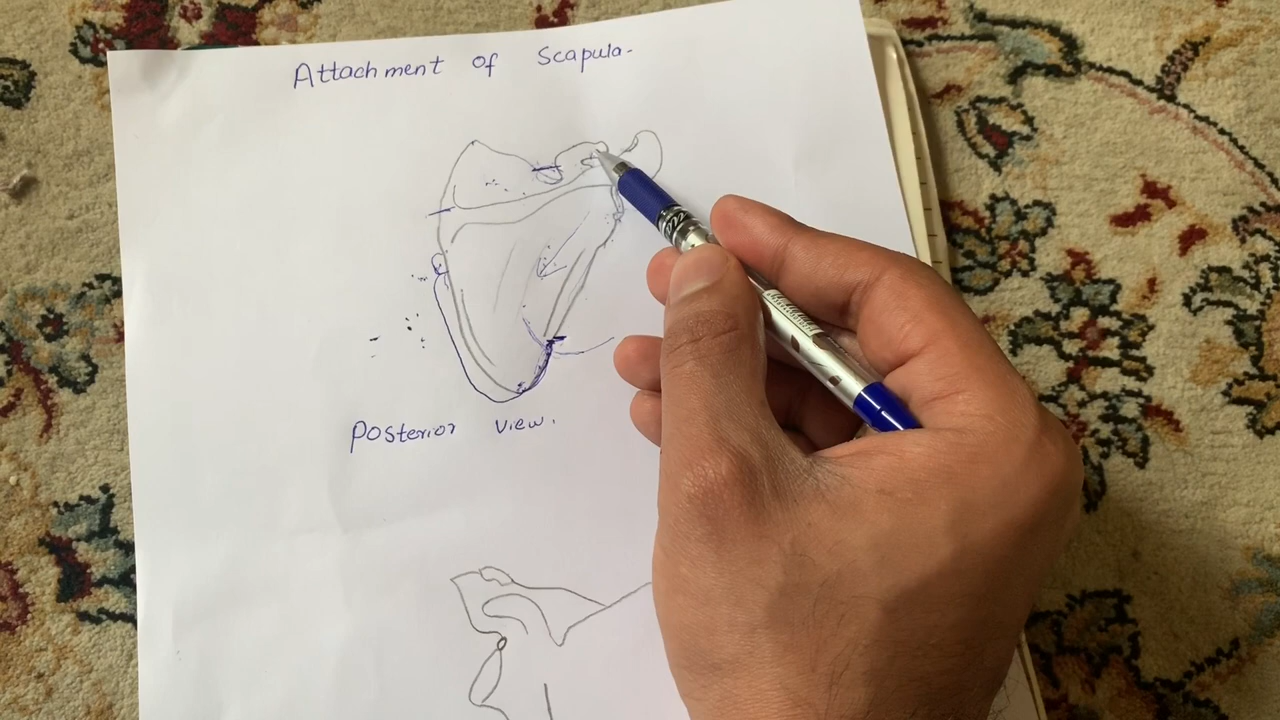 Attachment of Scapula-
Posterior view.